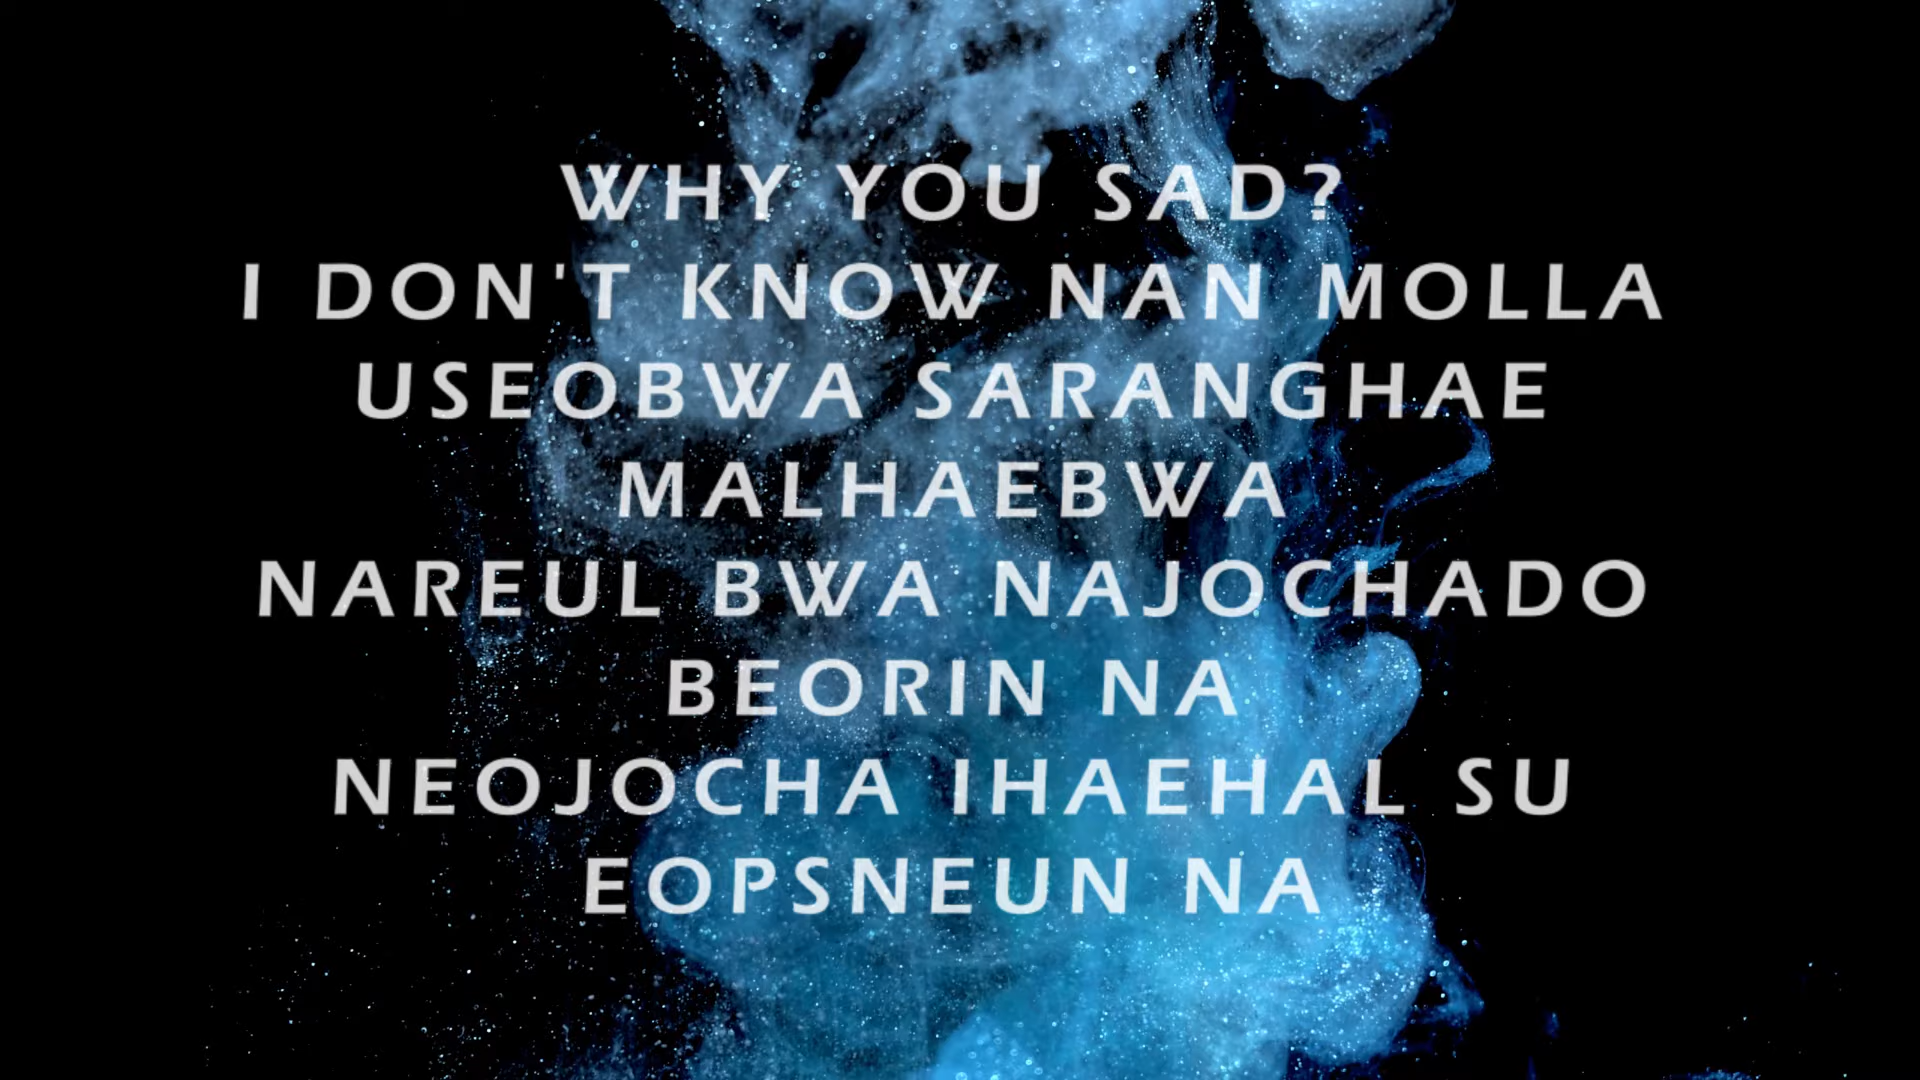 WHY YOU SAD?
I DON'T KNOW NAN MOLLA
USEOBWA SARANGHAE
MALHAEBWA
NAREUL BWA NAJOCHADO
BEORIN NA
NEOJOCHA IHAEHAL SU
EOPSNEUN NA